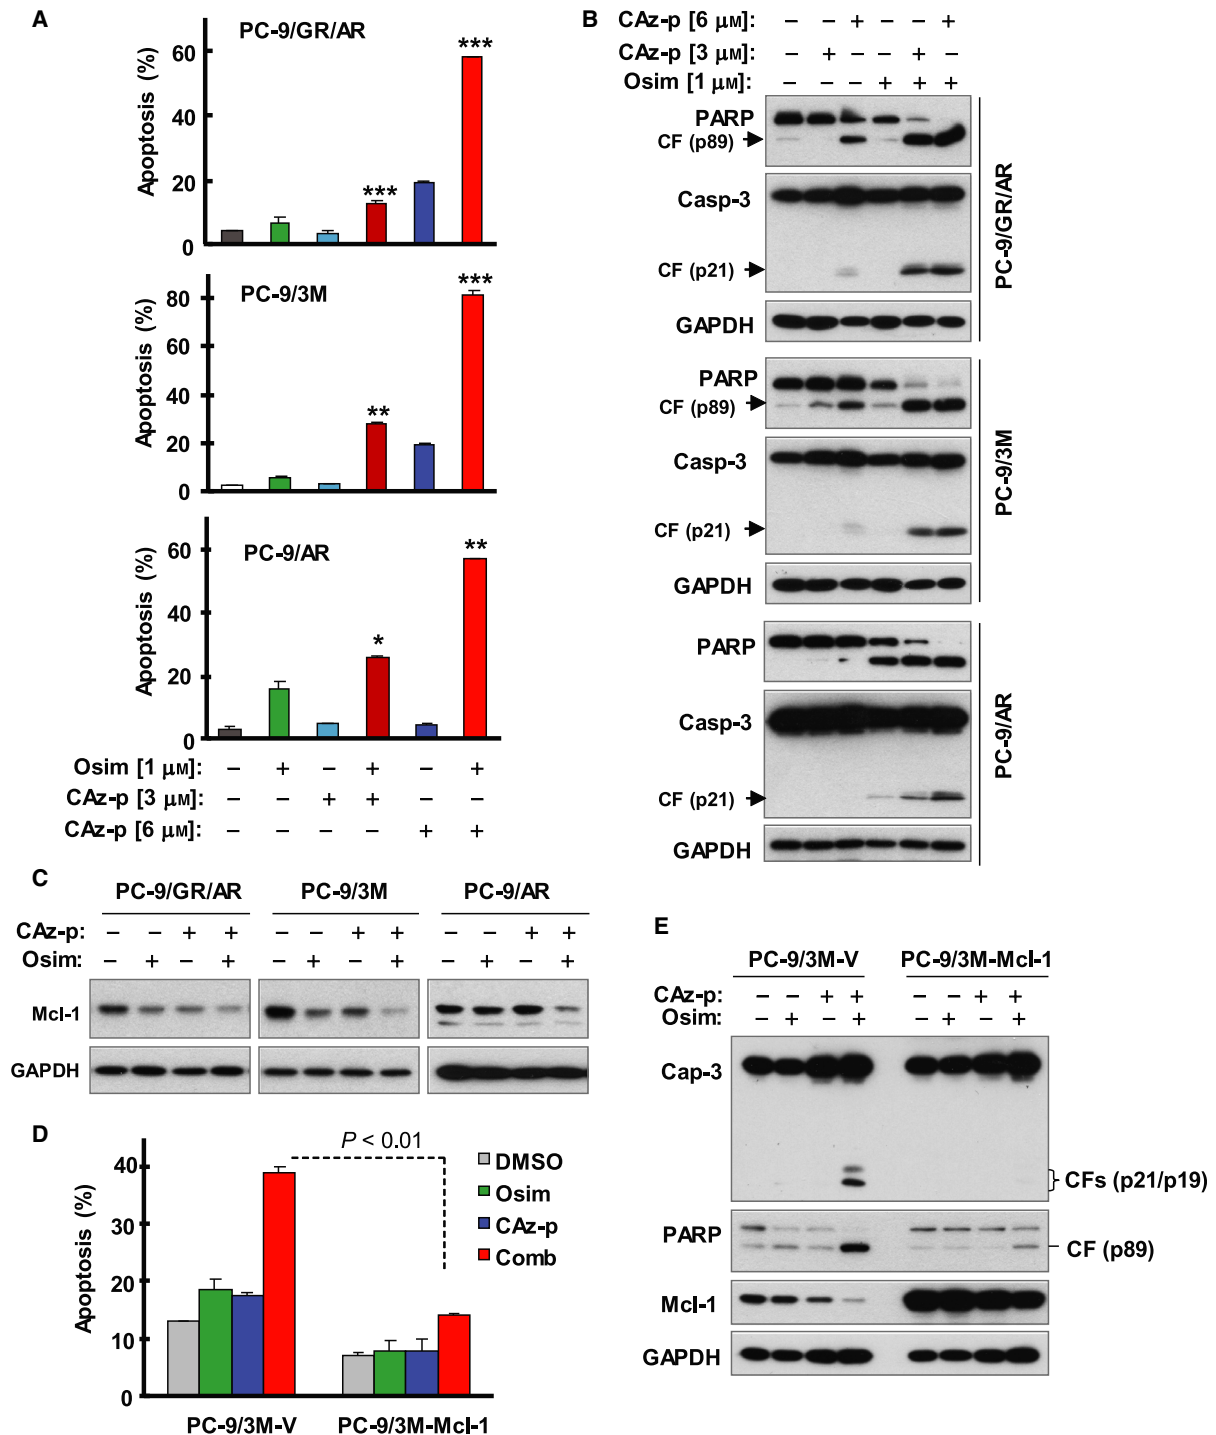 A
PC-9/GR/AR
Apoptosis (%)
60
40
20
0
***
***
PC-9/3M
Apoptosis (%)
80
60
40
20
0
**
***
PC-9/AR
Apoptosis (%)
60
40
20
0
*
**
Osim [1 μM]: – + – + – +
CAz-p [3 μM]: – – + + – –
CAz-p [6 μM]: – – – – + +
B
CAz-p [6 μM]: – – + – – +
CAz-p [3 μM]: – + – – + –
Osim [1 μM]: – – – + + +
PARP
CF (p89)
Casp-3
CF (p21)
GAPDH
PC-9/GR/AR
PARP
CF (p89)
Casp-3
CF (p21)
GAPDH
PC-9/3M
PARP
Casp-3
CF (p21)
GAPDH
PC-9/AR
C
PC-9/GR/AR PC-9/3M PC-9/AR
CAz-p: – – + + – – + + – – + +
Osim: – + – + – + – + – + – +
Mcl-1
GAPDH
D
Apoptosis (%)
40
30
20
10
0
P < 0.01
DMSO
Osim
CAz-p
Comb
PC-9/3M-V PC-9/3M-Mcl-1
E
PC-9/3M-V PC-9/3M-Mcl-1
CAz-p: – – + + – – + +
Osim: – + – + – + – +
Cap-3
CFs (p21/p19)
PARP
CF (p89)
Mcl-1
GAPDH